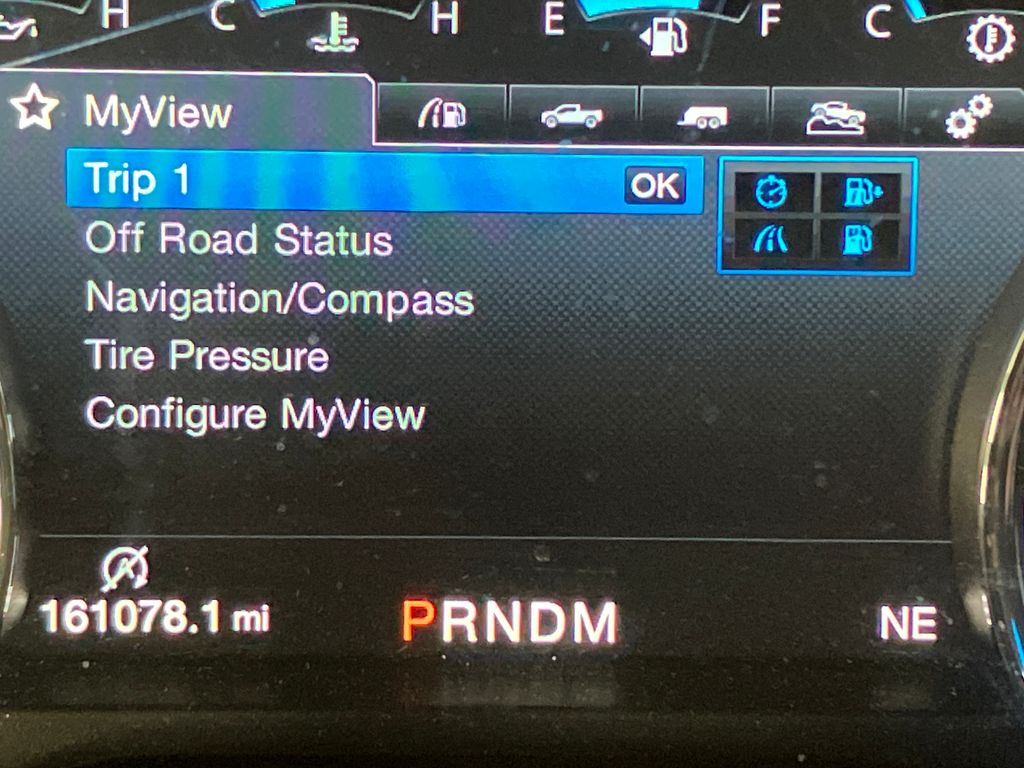 H C H E F C
MyView
Trip 1 OK
Off Road Status
Navigation/Compass
Tire Pressure
Configure MyView
A
161078.1 mi PRNDM NE